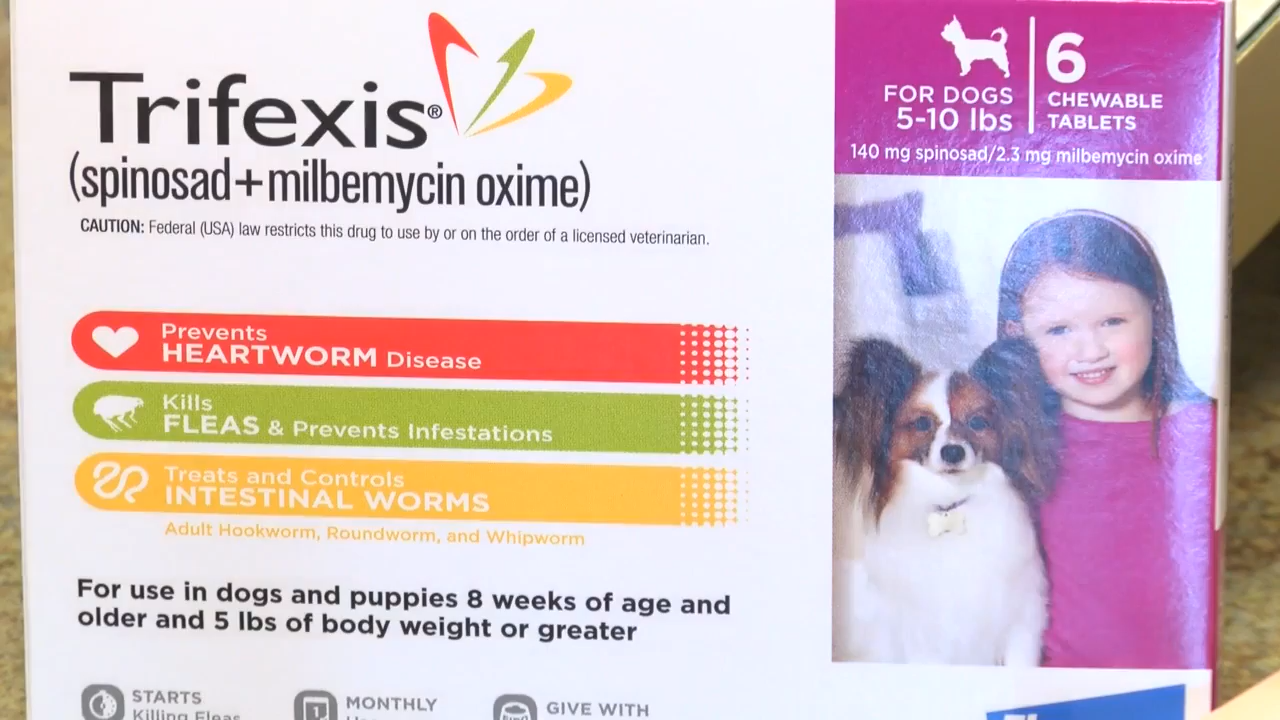 Trifexis®
(spinosad+milbemycin oxime)
CAUTION: Federal (USA) law restricts this drug to use by or on the order of a licensed veterinarian.
Prevents
HEARTWORM Disease
Kills
FLEAS & Prevents Infestations
Treats and Controls
INTESTINAL WORMS
Adult Hookworm, Roundworm, and Whipworm
For use in dogs and puppies 8 weeks of age and
older and 5 lbs of body weight or greater
STARTS
Killing Fleas
1
MONTHLY
GIVE WITH
FOR DOGS
5-10 lbs
6
CHEWABLE
TABLETS
140 mg spinosad/2.3 mg milbemycin oxime